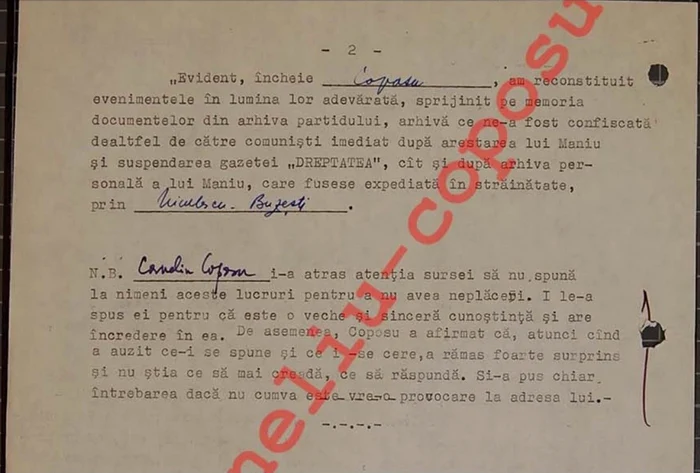 - 2 -
„Evident, încheie Coposu, am reconstituit
evenimentele în lumina lor adevărată, sprijinit pe memoria
documentelor din arhiva partidului, arhivă ce ne-a fost confiscată
dealtfel de către comuniști imediat după arestarea lui Maniu
și suspendarea gazetei „DREPTATEA", cît și după arhiva per-
sonală a lui Maniu, care fusese expediată în străinătate,
prin Niculescu-Buzești.
N.B. Corneliu Coposu i-a atras atenția sursei să nu spună
la nimeni aceste lucruri pentru a nu avea neplăceri. I le-a
spus ei pentru că este o veche și sinceră cunoștință și are
încredere în ea. De asemenea, Coposu a afirmat că, atunci cînd
a auzit ce-i se spune și ce i -se cere,a rămas foarte surprins
și nu știa ce să mai creadă, ce să răspundă. Si-a pus chiar
întrebarea dacă nu cumva este vre-o provocare la adresa lui.-
-.-.-.-
neliu-coposu